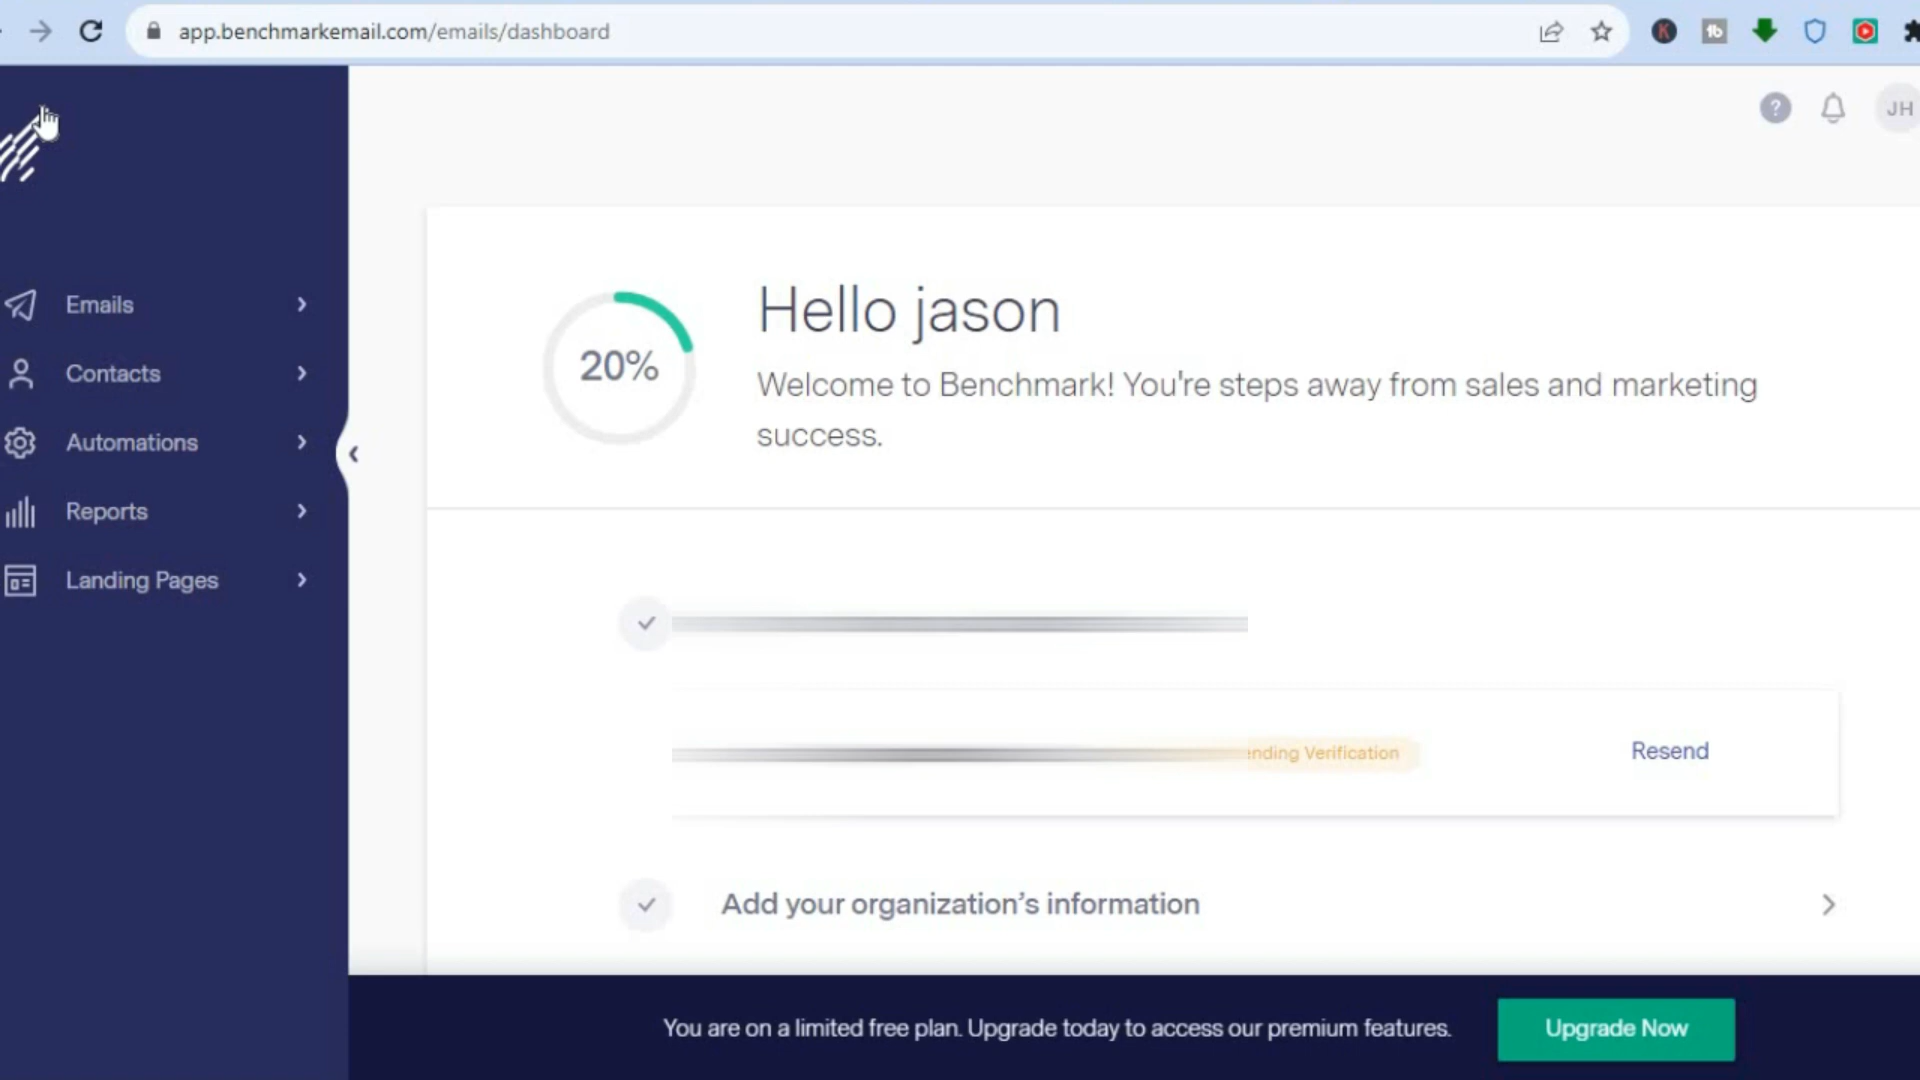 app.benchmarkemail.com/emails/dashboard
JH
Emails
Contacts
Automations
Reports
Landing Pages
20%
Hello jason
Welcome to Benchmark! You're steps away from sales and marketing
success.
nding Verification
Resend
Add your organization’s information
You are on a limited free plan. Upgrade today to access our premium features.
Upgrade Now